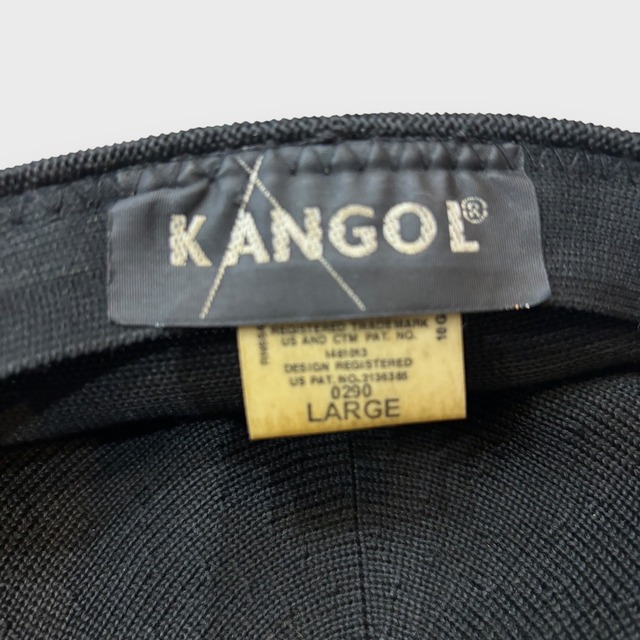 KANGOL®
REGISTERED TRADEMARK
US AND CTM PAT. NO.
DESIGN REGISTERED
0290
LARGE